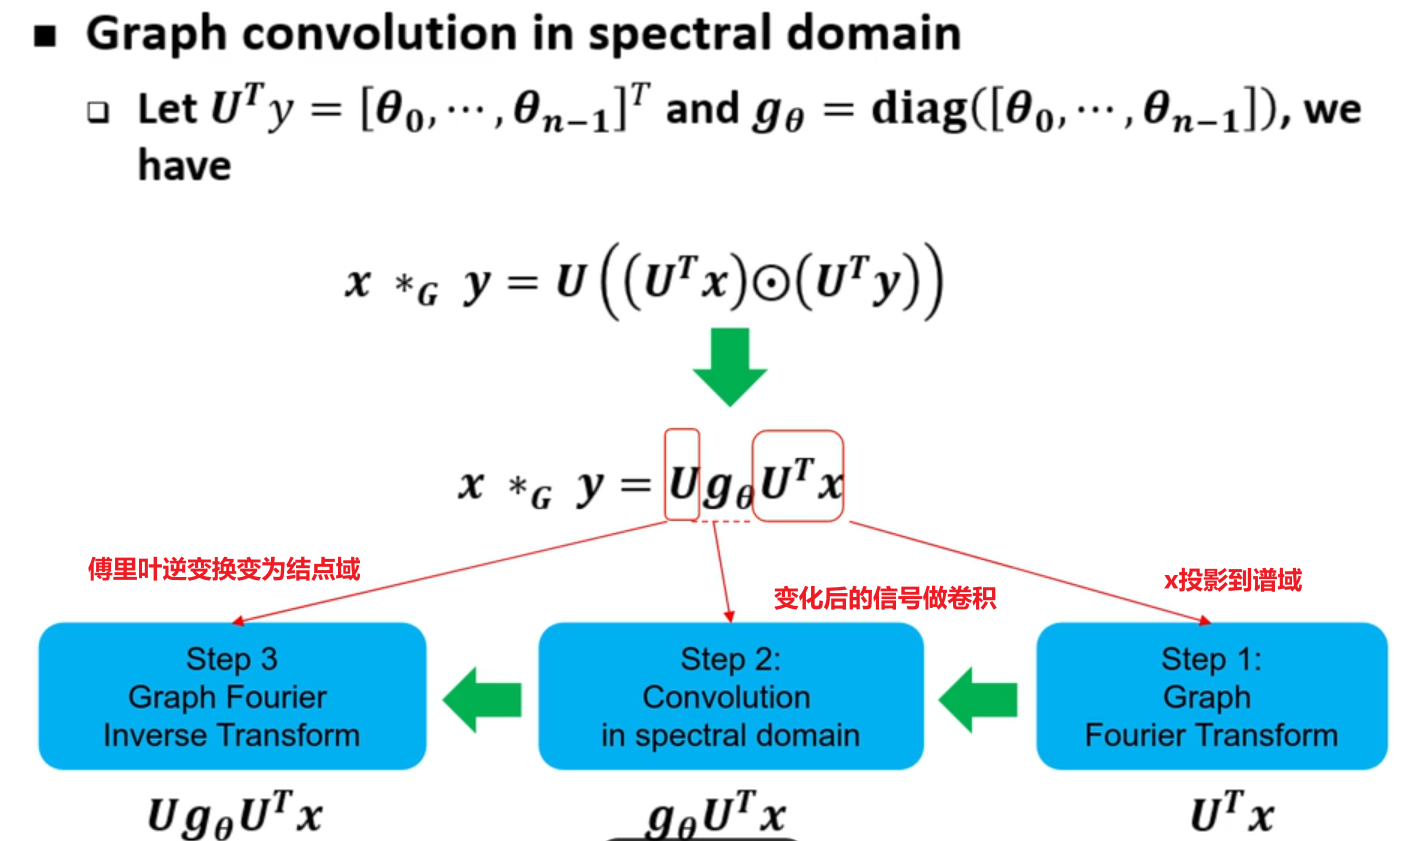 ■ Graph convolution in spectral domain
❑ Let $U^T y = [\theta_0, \cdots, \theta_{n-1}]^T$ and $g_\theta = \mathrm{diag}([\theta_0, \cdots, \theta_{n-1}])$, we
have
$x *_G y = U\left((U^T x) \odot (U^T y)\right)$
$x *_G y = U g_\theta U^T x$
傅里叶逆变换变为结点域
变化后的信号做卷积
x投影到谱域
Step 3
Graph Fourier
Inverse Transform
Step 2:
Convolution
in spectral domain
Step 1:
Graph
Fourier Transform
$U g_\theta U^T x$
$g_\theta U^T x$
$U^T x$